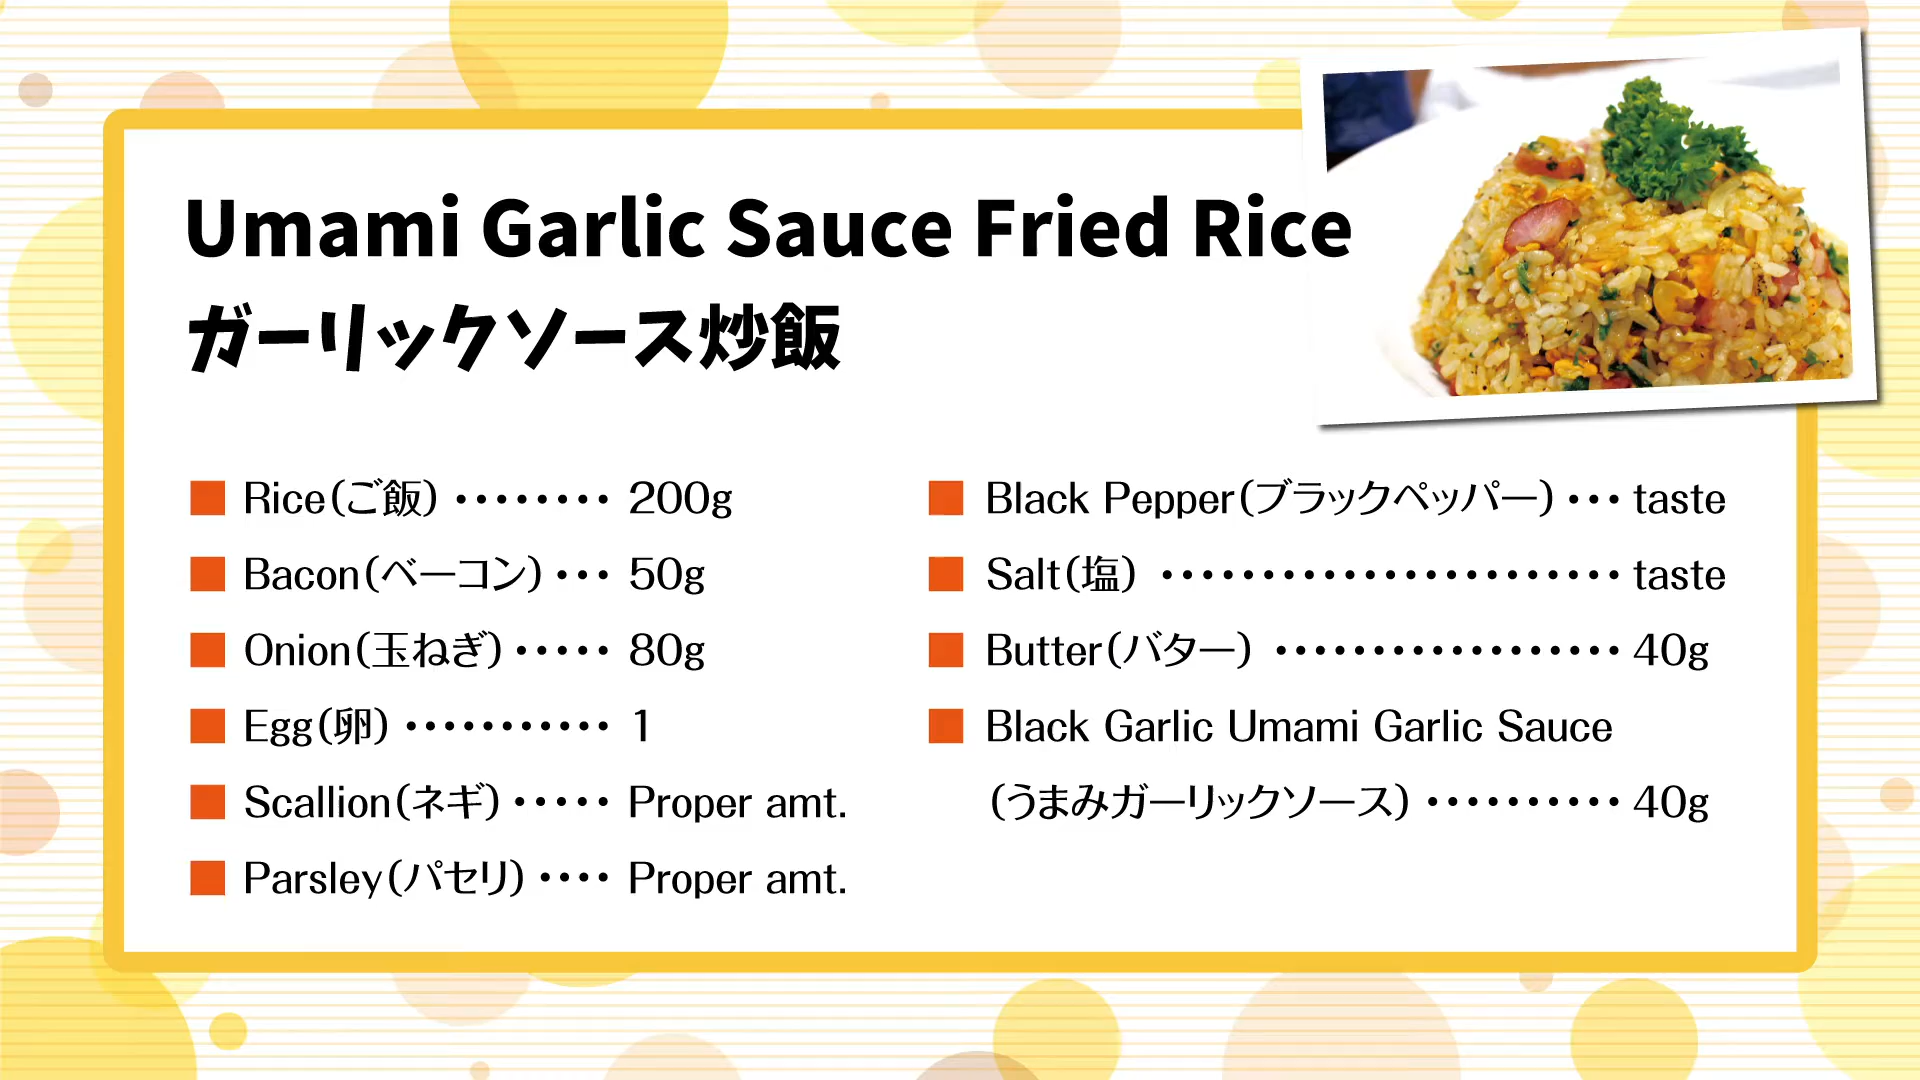 Umami Garlic Sauce Fried Rice
ガーリックソース炒飯
■ Rice(ご飯) ・・・・・・・・ 200g
■ Bacon(ベーコン) ・・・ 50g
■ Onion(玉ねぎ) ・・・・・ 80g
■ Egg(卵) ・・・・・・・・・・・ 1
■ Scallion(ネギ) ・・・・・ Proper amt.
■ Parsley(パセリ) ・・・・ Proper amt.
■ Black Pepper(ブラックペッパー) ・・・ taste
■ Salt(塩) ・・・・・・・・・・・・・・・・・・・・・・・ taste
■ Butter(バター) ・・・・・・・・・・・・・・・・・・ 40g
■ Black Garlic Umami Garlic Sauce
(うまみガーリックソース) ・・・・・・・・・・ 40g